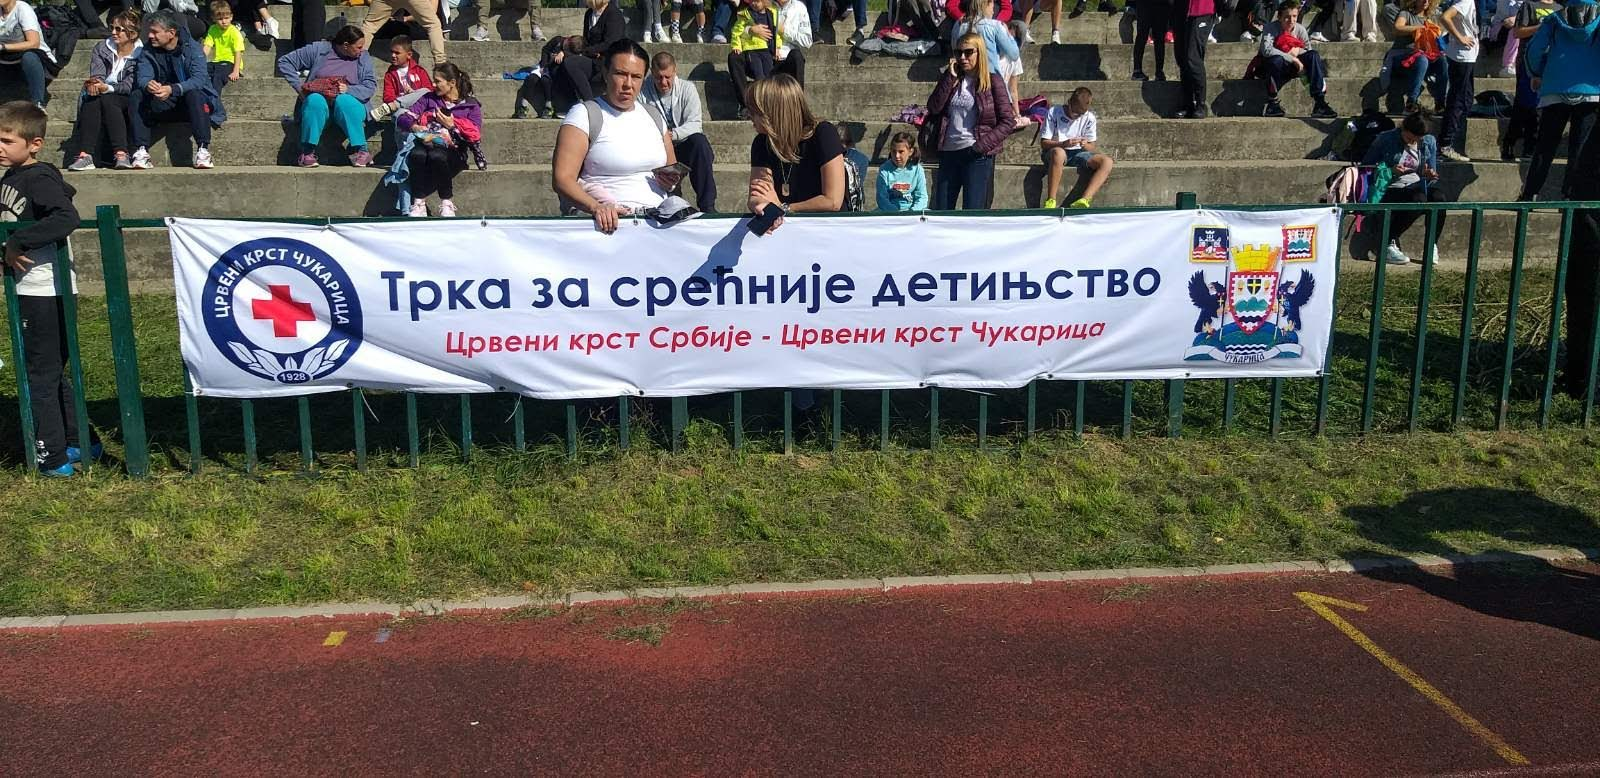 ЦРВЕНИ КРСТ ЧУКАРИЦА
1928
Трка за срећније детињство
Црвени крст Србије - Црвени крст Чукарица
ЧУКАРИЦА